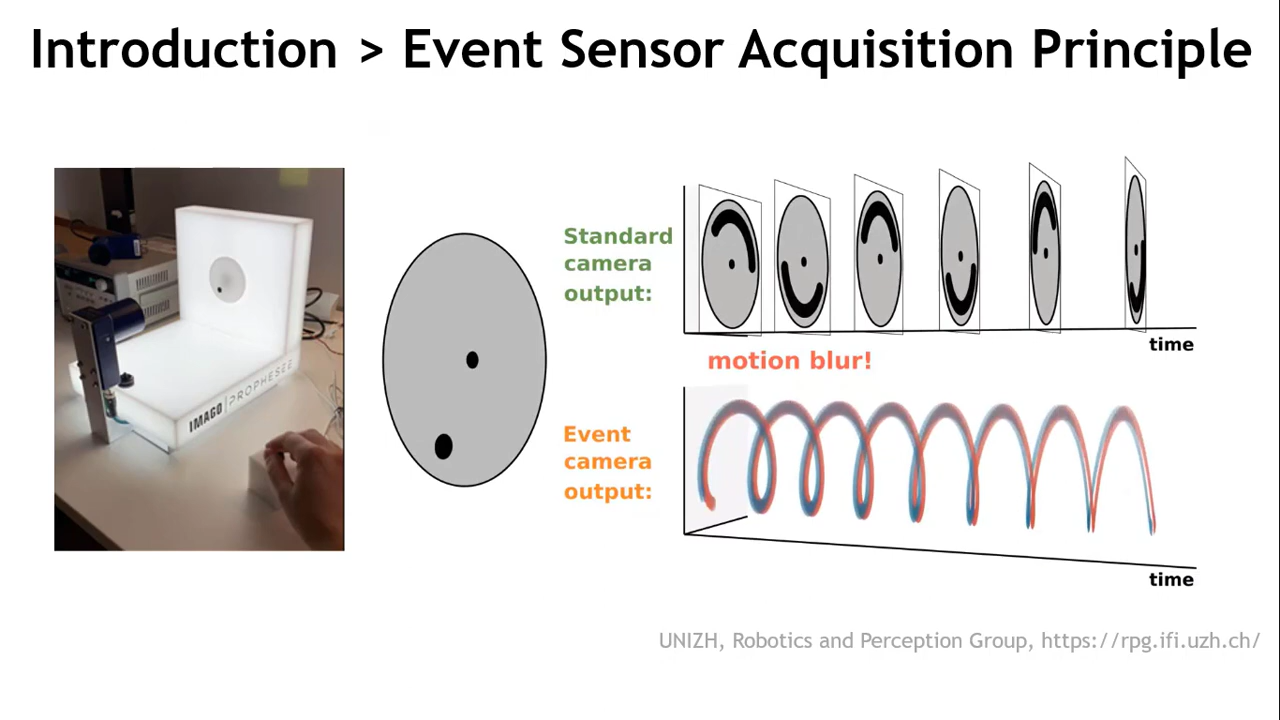 Introduction > Event Sensor Acquisition Principle
IMAGO | PROPHESEE
Standard
camera
output:
time
motion blur!
Event
camera
output:
time
UNIZH, Robotics and Perception Group, https://rpg.ifi.uzh.ch/